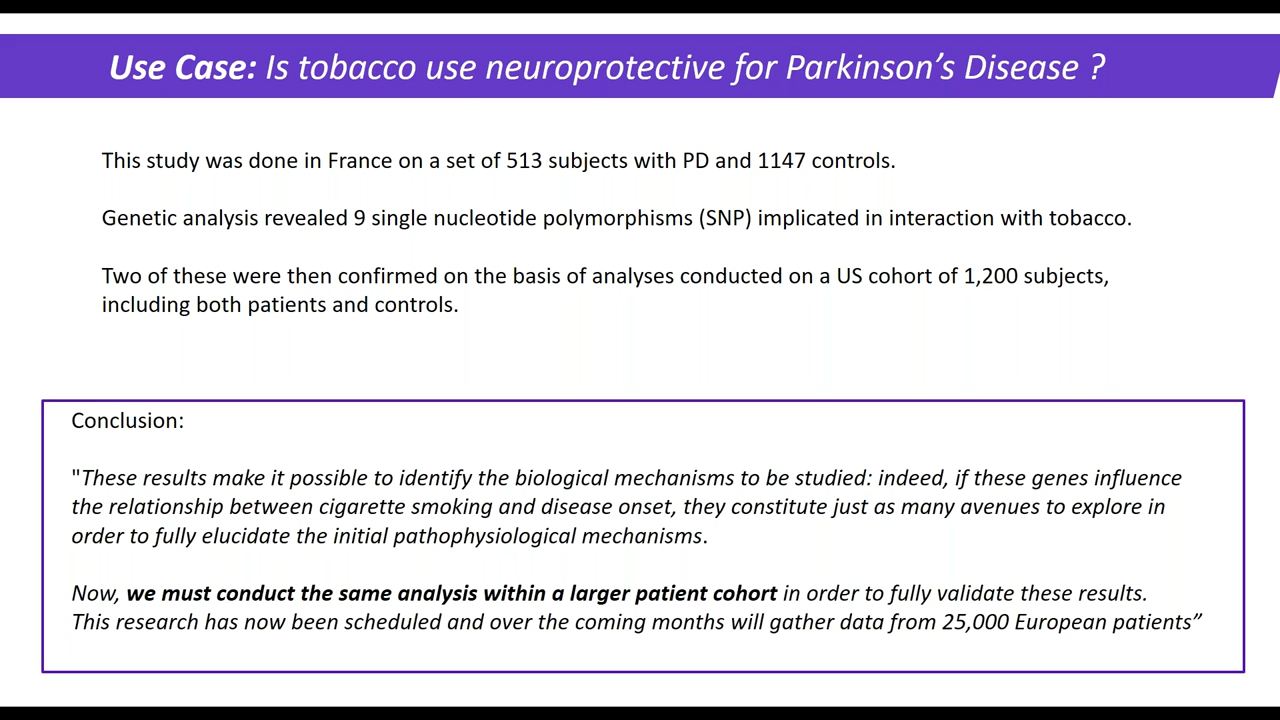 Use Case: Is tobacco use neuroprotective for Parkinson’s Disease ?
This study was done in France on a set of 513 subjects with PD and 1147 controls.
Genetic analysis revealed 9 single nucleotide polymorphisms (SNP) implicated in interaction with tobacco.
Two of these were then confirmed on the basis of analyses conducted on a US cohort of 1,200 subjects,
including both patients and controls.
Conclusion:
"These results make it possible to identify the biological mechanisms to be studied: indeed, if these genes influence
the relationship between cigarette smoking and disease onset, they constitute just as many avenues to explore in
order to fully elucidate the initial pathophysiological mechanisms.
Now, we must conduct the same analysis within a larger patient cohort in order to fully validate these results.
This research has now been scheduled and over the coming months will gather data from 25,000 European patients”